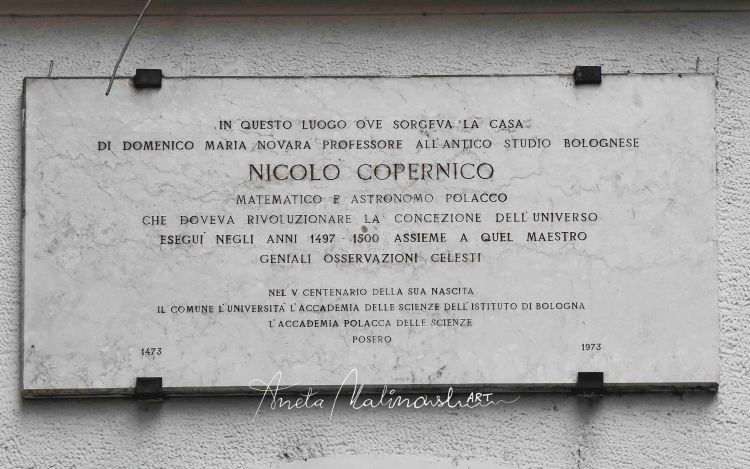 IN QUESTO LUOGO OVE SORGEVA LA CASA
DI DOMENICO MARIA NOVARA PROFESSORE ALL'ANTICO STUDIO BOLOGNESE
NICOLO COPERNICO
MATEMATICO E ASTRONOMO POLACCO
CHE DOVEVA RIVOLUZIONARE LA CONCEZIONE DELL'UNIVERSO
ESEGUI' NEGLI ANNI 1497 - 1500 ASSIEME A QUEL MAESTRO
GENIALI OSSERVAZIONI CELESTI
NEL V CENTENARIO DELLA SUA NASCITA
IL COMUNE L'UNIVERSITA' L'ACCADEMIA DELLE SCIENZE DELL'ISTITUTO DI BOLOGNA
L'ACCADEMIA POLACCA DELLE SCIENZE
POSERO
1473 1973
Aneta Malinowska ART